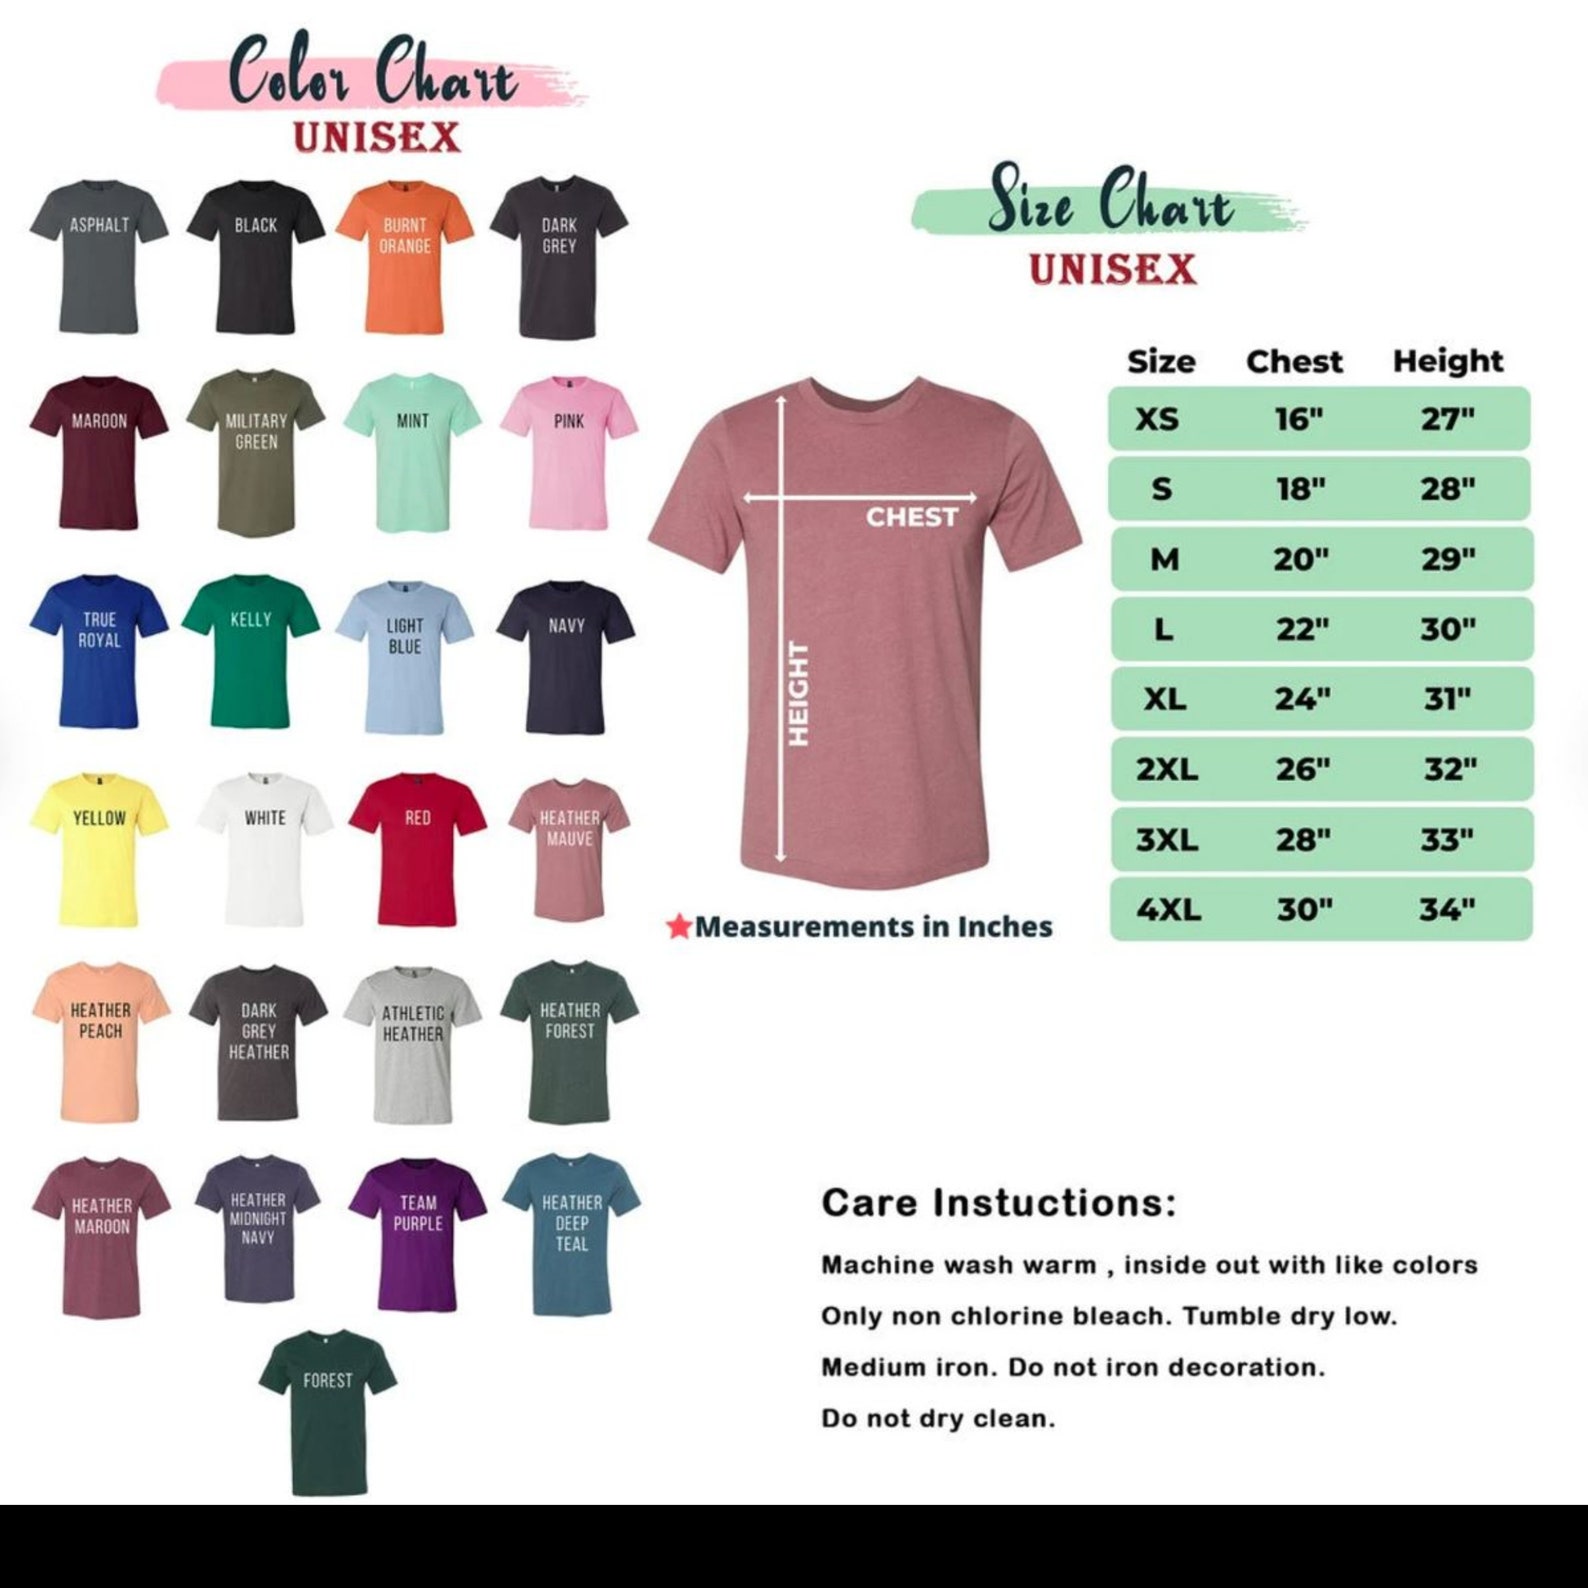 Color Chart
UNISEX
ASPHALT
BLACK
BURNT
ORANGE
DARK
GREY
MAROON
MILITARY
GREEN
MINT
PINK
TRUE
ROYAL
KELLY
LIGHT
BLUE
NAVY
YELLOW
WHITE
RED
HEATHER
MAUVE
HEATHER
PEACH
DARK
GREY
HEATHER
ATHLETIC
HEATHER
HEATHER
FOREST
HEATHER
MAROON
HEATHER
MIDNIGHT
NAVY
TEAM
PURPLE
HEATHER
DEEP
TEAL
FOREST
Size Chart
UNISEX
CHEST
HEIGHT
Measurements in Inches
Size Chest Height
XS 16" 27"
S 18" 28"
M 20" 29"
L 22" 30"
XL 24" 31"
2XL 26" 32"
3XL 28" 33"
4XL 30" 34"
Care Instuctions:
Machine wash warm , inside out with like colors
Only non chlorine bleach. Tumble dry low.
Medium iron. Do not iron decoration.
Do not dry clean.